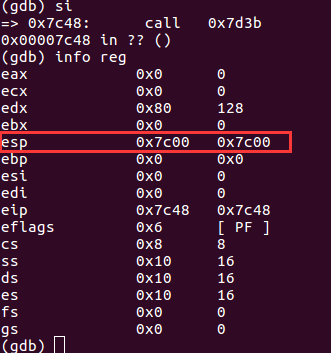 (gdb) si
=> 0x7c48:      call   0x7d3b
0x00007c48 in ?? ()
(gdb) info reg
eax            0x0      0
ecx            0x0      0
edx            0x80     128
ebx            0x0      0
esp            0x7c00   0x7c00
ebp            0x0      0x0
esi            0x0      0
edi            0x0      0
eip            0x7c48   0x7c48
eflags         0x6      [ PF ]
cs             0x8      8
ss             0x10     16
ds             0x10     16
es             0x10     16
fs             0x0      0
gs             0x0      0
(gdb)